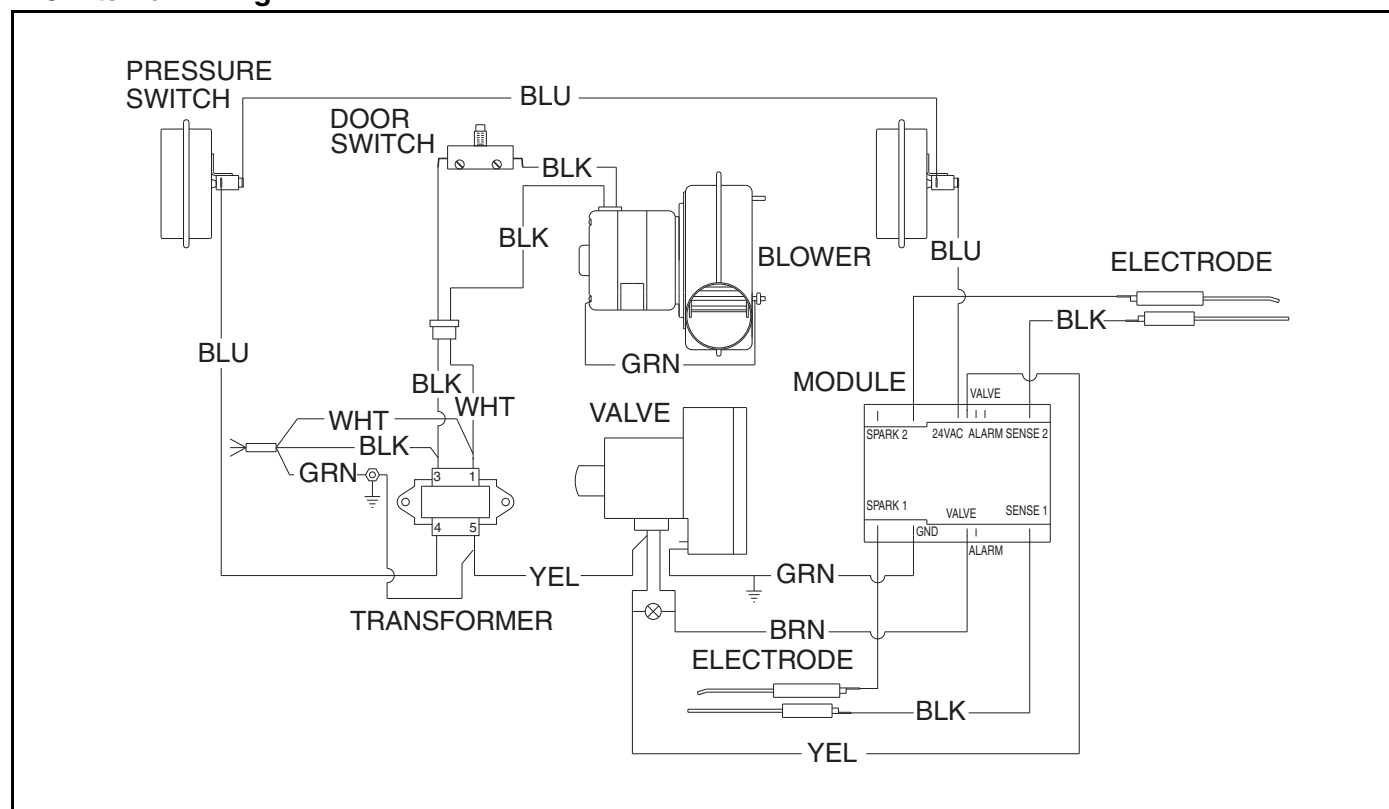 PRESSURE
SWITCH
BLU
DOOR
SWITCH
BLK
BLK
BLOWER
BLU
ELECTRODE
BLK
BLU
GRN
BLK
WHT
MODULE
VALVE
WHT
BLK
GRN
VALVE
SPARK 2
24VAC
ALARM
SENSE 2
3
1
4
5
SPARK 1
VALVE
SENSE 1
GND
ALARM
YEL
GRN
TRANSFORMER
BRN
ELECTRODE
BLK
YEL